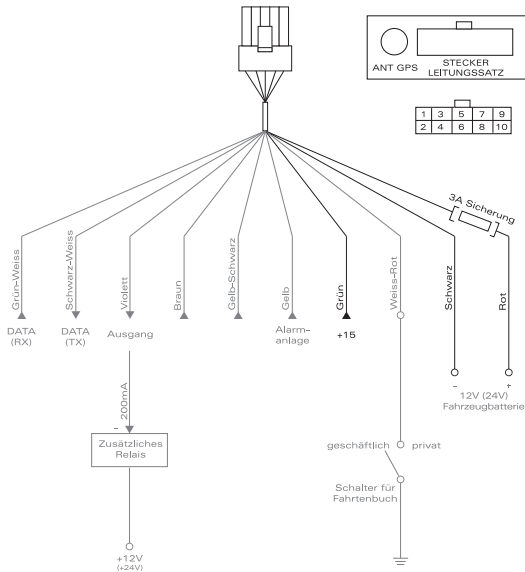 ANT GPS
STECKER
LEITUNGSSATZ
1 3 5 7 9
2 4 6 8 10
3A Sicherung
Grün-Weiss
Schwarz-Weiss
Violett
Braun
Gelb-Schwarz
Gelb
Grün
Weiss-Rot
Schwarz
Rot
DATA
(RX)
DATA
(TX)
Ausgang
Alarm-
anlage
+15
- +
12V (24V)
Fahrzeugbatterie
200mA
-
Zusätzliches
Relais
geschäftlich
privat
Schalter für
Fahrtenbuch
+12V
(+24V)